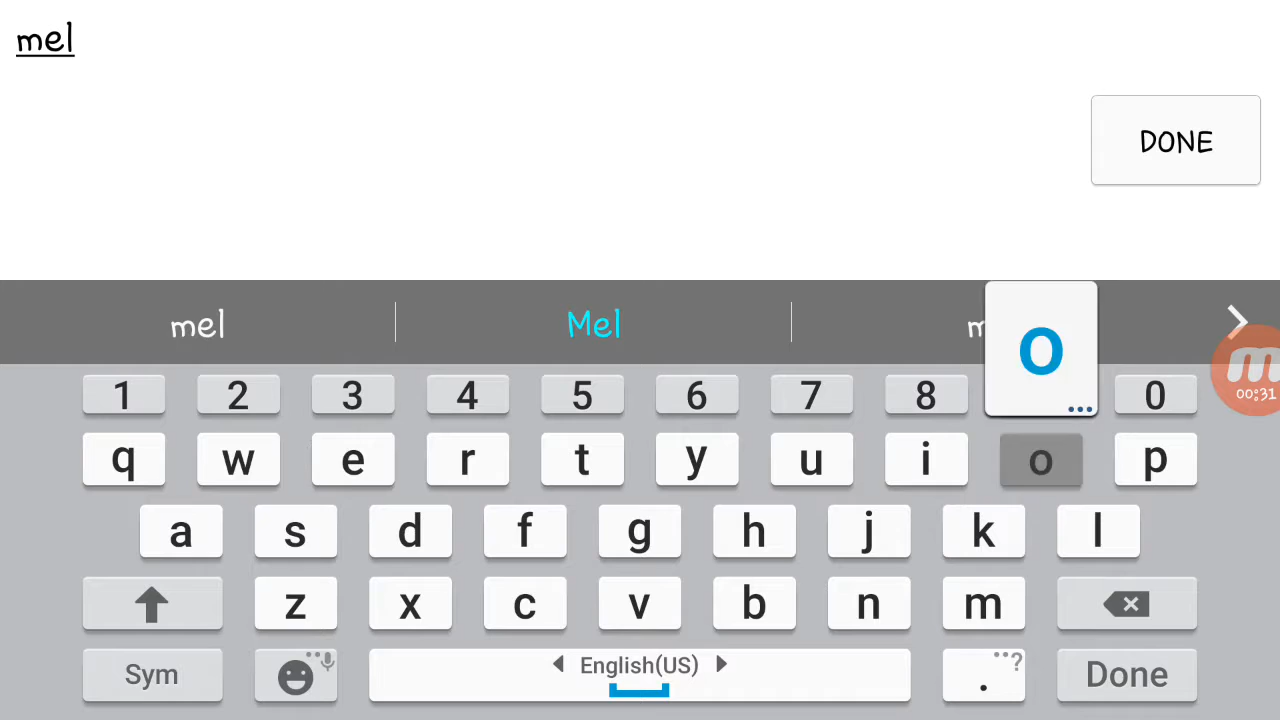 mel
DONE
mel Mel
o
00:31
1 2 3 4 5 6 7 8 0
q w e r t y u i o p
a s d f g h j k l
z x c v b n m
Sym English(US) . ? Done